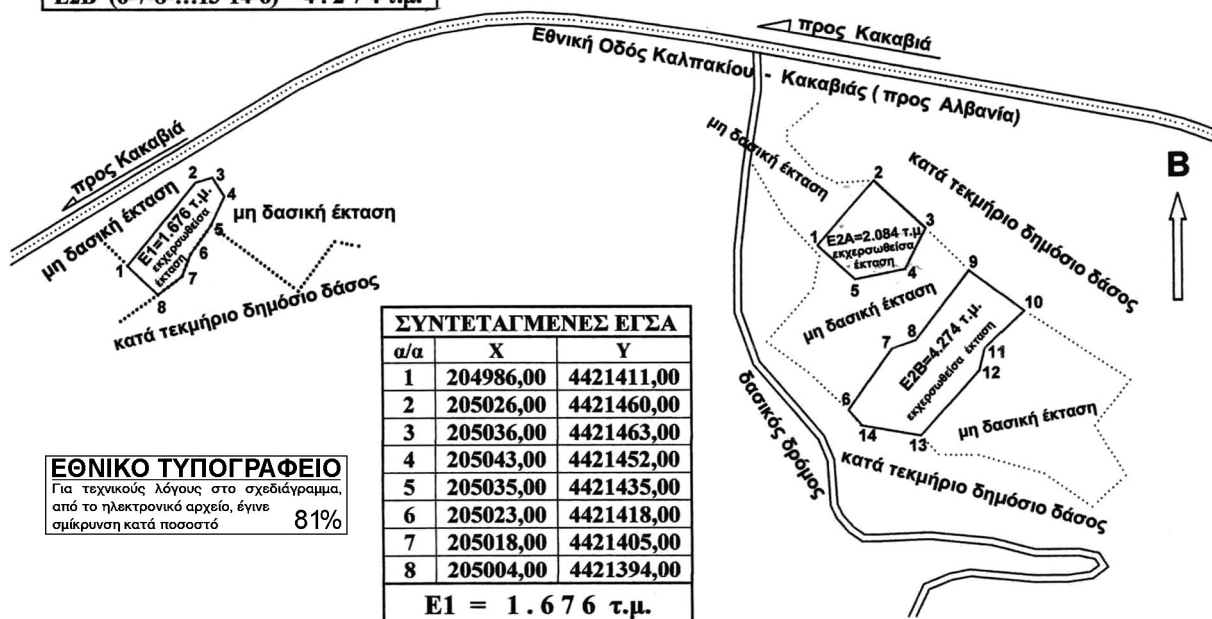 Ε2Β (6-7-8-...13-14-6) = 4.274 τ.μ.
προς Κακαβιά
Εθνική Οδός Καλπακίου - Κακαβιάς ( προς Αλβανία)
προς Κακαβιά
μη δασική έκταση
2
3
4
5
6
7
8
1
Ε1=1.676 τ.μ.
εκχερσωθείσα
έκταση
μη δασική έκταση
κατά τεκμήριο δημόσιο δάσος
μη δασική έκταση
κατά τεκμήριο δημόσιο δάσος
Β
2
3
1
4
5
Ε2Α=2.084 τ.μ
εκχερσωθείσα
έκταση
μη δασική έκταση
9
10
8
7
11
12
6
14
13
Ε2Β=4.274 τ.μ.
εκχερσωθείσα έκταση
μη δασική έκταση
κατά τεκμήριο δημόσιο δάσος
δασικός δρόμος
ΣΥΝΤΕΤΑΓΜΕΝΕΣ ΕΓΣΑ
α/α Χ Υ
1 204986,00 4421411,00
2 205026,00 4421460,00
3 205036,00 4421463,00
4 205043,00 4421452,00
5 205035,00 4421435,00
6 205023,00 4421418,00
7 205018,00 4421405,00
8 205004,00 4421394,00
Ε1 = 1.676 τ.μ.
ΕΘΝΙΚΟ ΤΥΠΟΓΡΑΦΕΙΟ
Για τεχνικούς λόγους στο σχεδιάγραμμα,
από το ηλεκτρονικό αρχείο, έγινε
σμίκρυνση κατά ποσοστό 81%